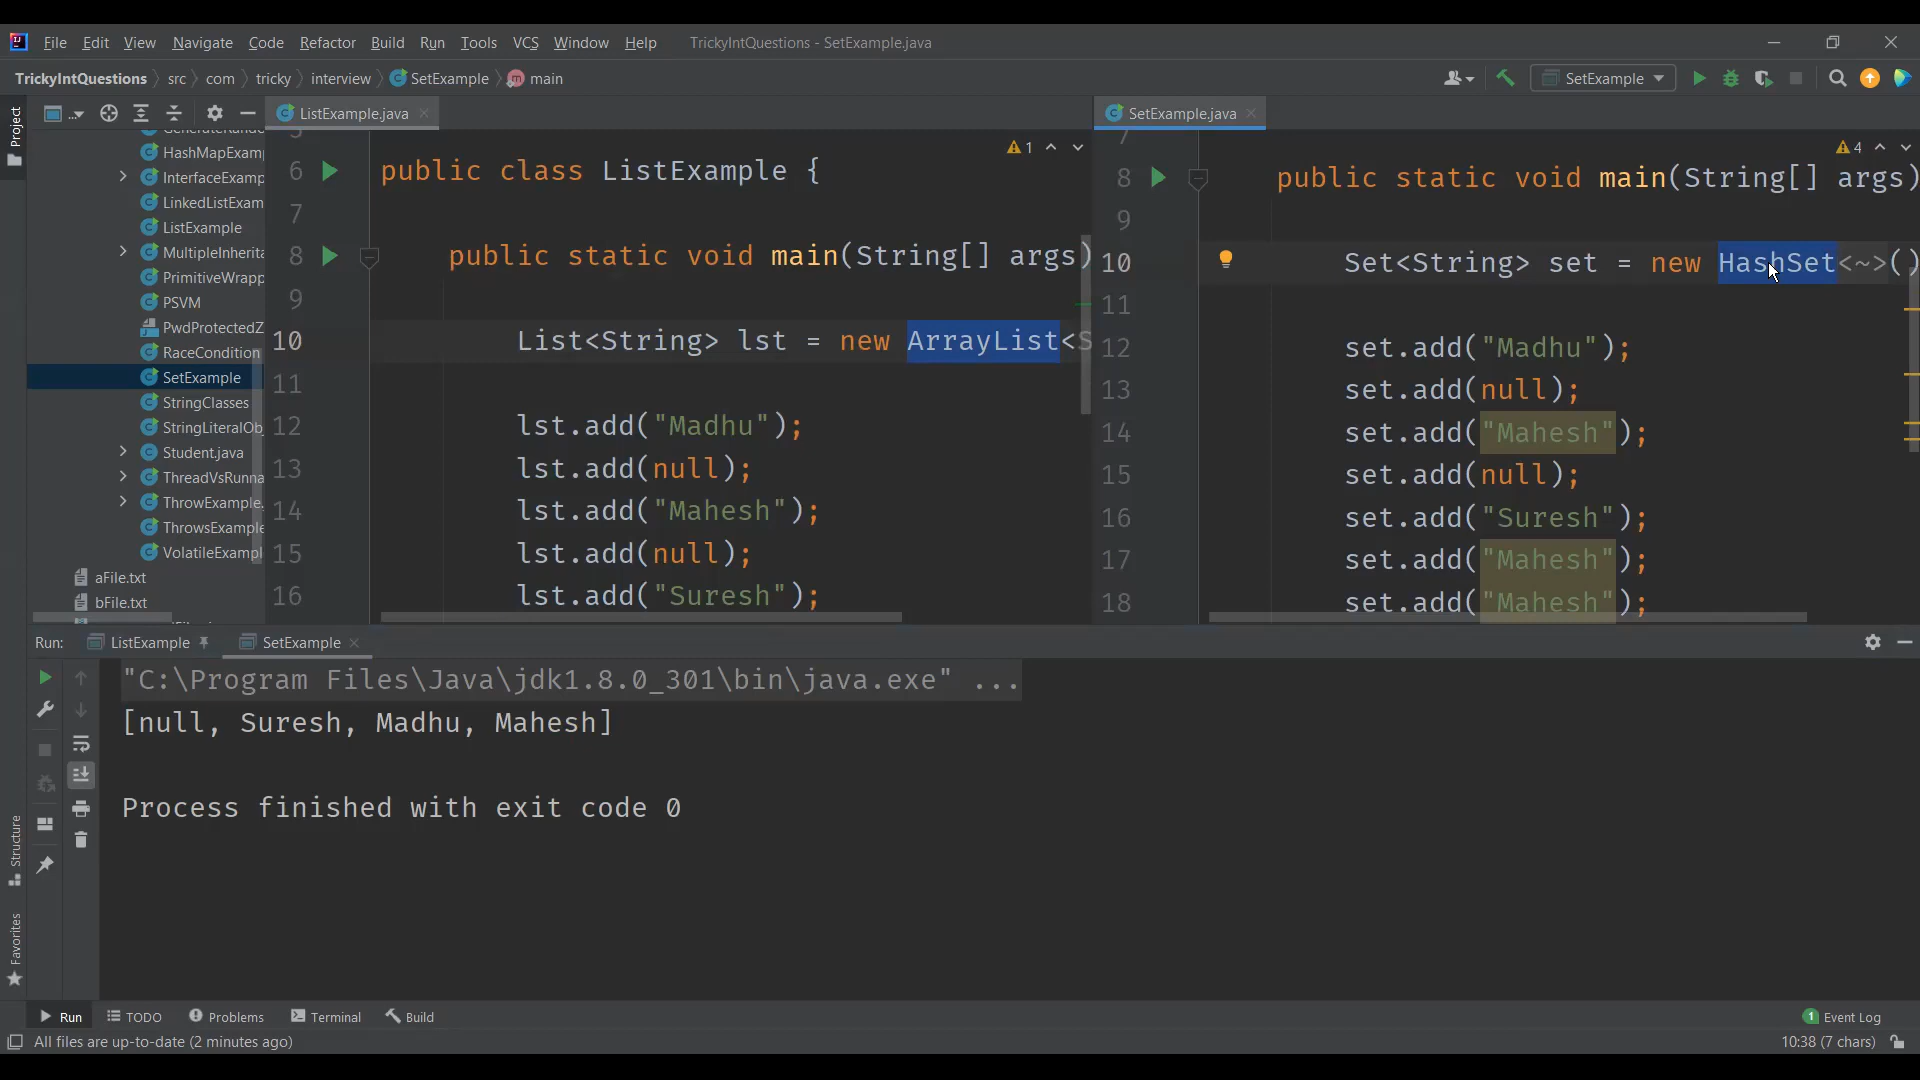 File Edit View Navigate Code Refactor Build Run Tools VCS Window Help TrickyIntQuestions - SetExample.java
TrickyIntQuestions src com tricky interview SetExample main
SetExample
Project
...
ListExample.java
SetExample.java
HashMapExam
InterfaceExamp
LinkedListExam
ListExample
MultipleInherita
PrimitiveWrapp
PSVM
PwdProtectedZ
RaceCondition
SetExample
StringClasses
StringLiteralOb
Student.java
ThreadVsRunna
ThrowExample.
ThrowsExample
VolatileExampl
aFile.txt
bFile.txt
1
6 public class ListExample {
7
8 public static void main(String[] args)
9
10 List<String> lst = new ArrayList<S
11
12 lst.add("Madhu");
13 lst.add(null);
14 lst.add("Mahesh");
15 lst.add(null);
16 lst.add("Suresh");
7
4
8 public static void main(String[] args)
9
10 Set<String> set = new HashSet<~>()
11
12 set.add("Madhu");
13 set.add(null);
14 set.add("Mahesh");
15 set.add(null);
16 set.add("Suresh");
17 set.add("Mahesh");
18 set.add("Mahesh");
Run: ListExample SetExample
"C:\Program Files\Java\jdk1.8.0_301\bin\java.exe" ...
[null, Suresh, Madhu, Mahesh]
Process finished with exit code 0
Structure
Favorites
Run TODO Problems Terminal Build 1 Event Log
All files are up-to-date (2 minutes ago) 10:38 (7 chars)